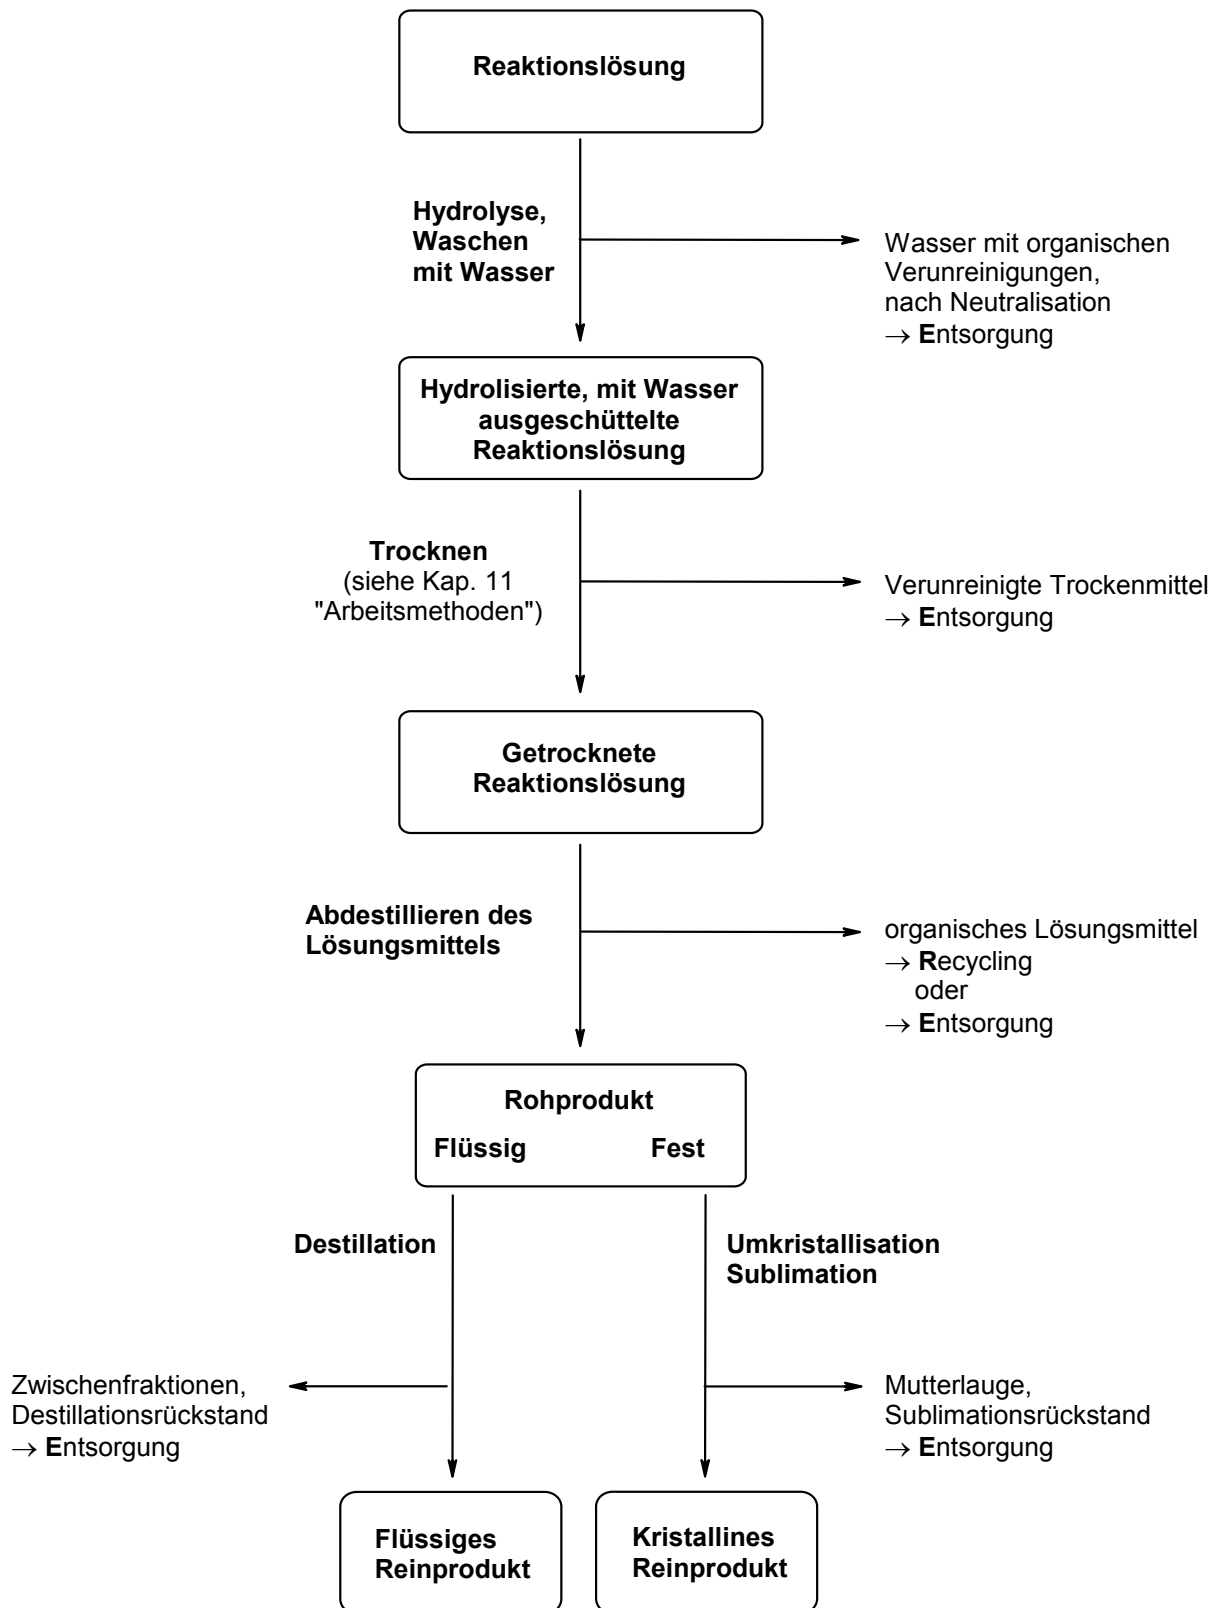 Reaktionslösung
Hydrolyse,
Waschen
mit Wasser
Wasser mit organischen
Verunreinigungen,
nach Neutralisation
→ Entsorgung
Hydrolisierte, mit Wasser
ausgeschüttelte
Reaktionslösung
Trocknen
(siehe Kap. 11
"Arbeitsmethoden")
Verunreinigte Trockenmittel
→ Entsorgung
Getrocknete
Reaktionslösung
Abdestillieren des
Lösungsmittels
organisches Lösungsmittel
→ Recycling
oder
→ Entsorgung
Rohprodukt
Flüssig Fest
Destillation
Umkristallisation
Sublimation
Zwischenfraktionen,
Destillationsrückstand
→ Entsorgung
Mutterlauge,
Sublimationsrückstand
→ Entsorgung
Flüssiges
Reinprodukt
Kristallines
Reinprodukt